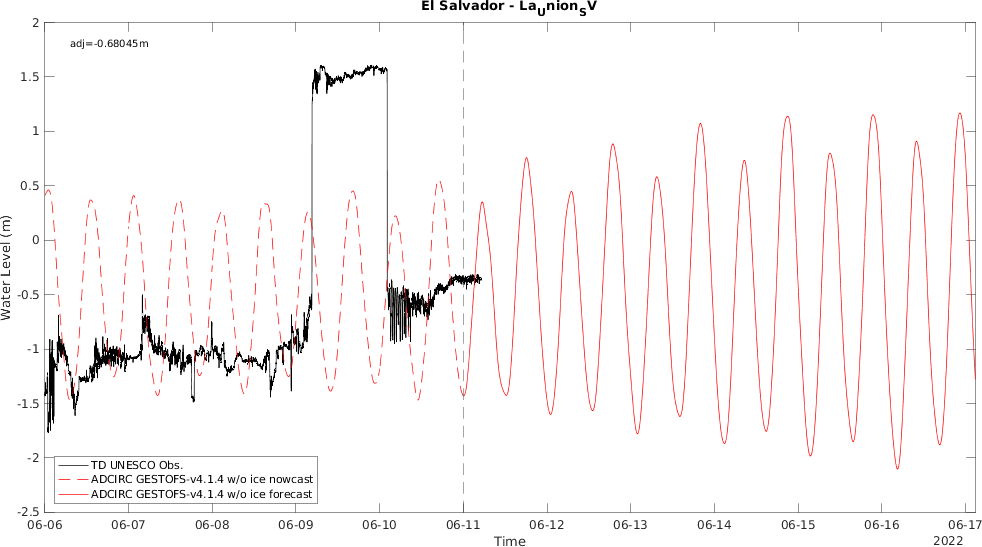 El Salvador - LaUnionSV
adj=-0.68045m
Water Level (m)
2
1.5
1
0.5
0
-0.5
-1
-1.5
-2
-2.5
TD UNESCO Obs.
ADCIRC GESTOFS-v4.1.4 w/o ice nowcast
ADCIRC GESTOFS-v4.1.4 w/o ice forecast
06-06 06-07 06-08 06-09 06-10 06-11 06-12 06-13 06-14 06-15 06-16 06-17
Time
2022